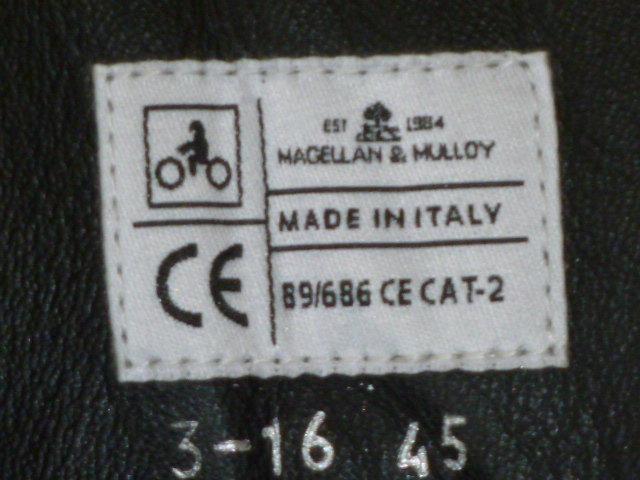 EST 1984
MAGELLAN & MULLOY
MADE IN ITALY
CE
89/686 CE CAT-2
3-16 45